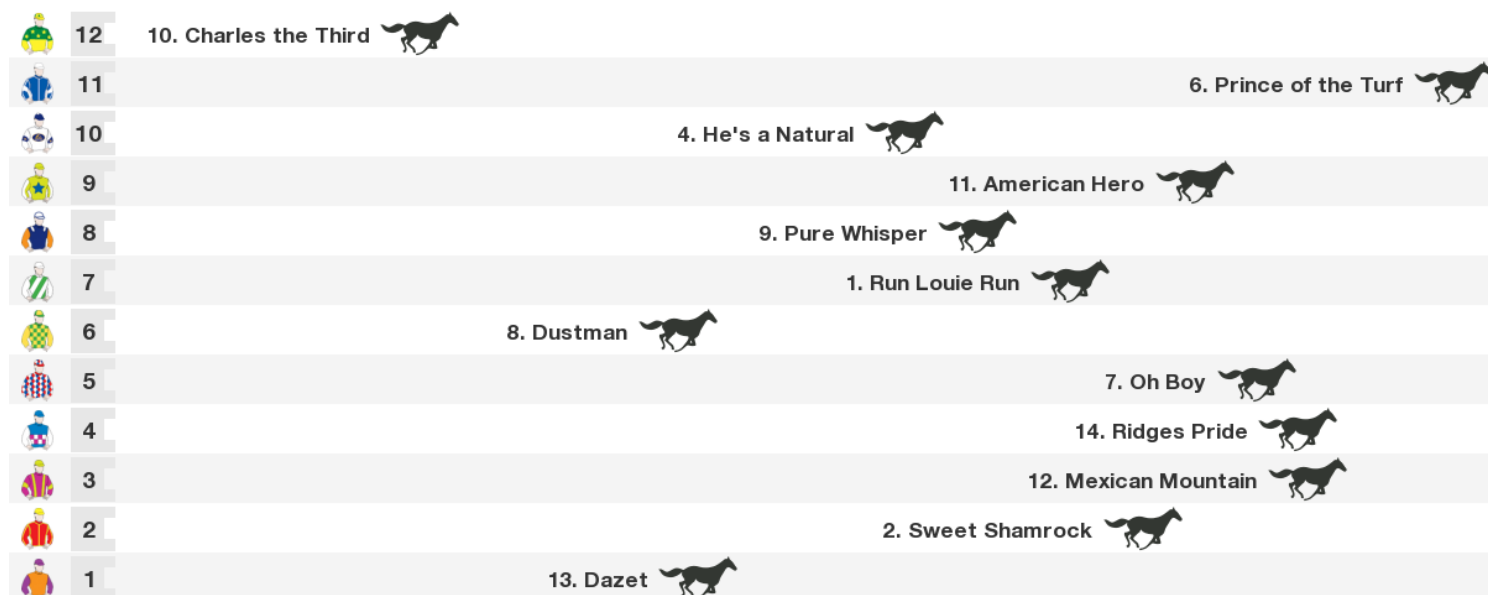 12 10. Charles the Third
11 6. Prince of the Turf
10 4. He's a Natural
9 11. American Hero
8 9. Pure Whisper
7 1. Run Louie Run
6 8. Dustman
5 7. Oh Boy
4 14. Ridges Pride
3 12. Mexican Mountain
2 2. Sweet Shamrock
1 13. Dazet